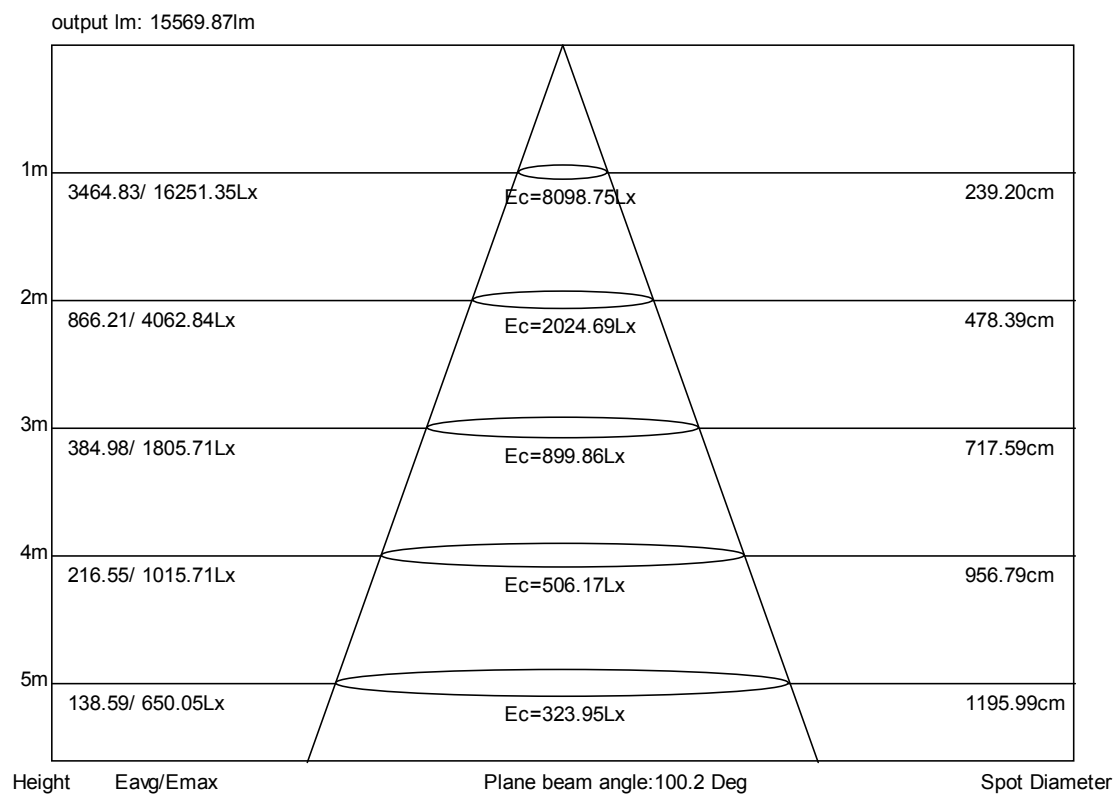 output lm: 15569.87lm
1m
3464.83/ 16251.35Lx
Ec=8098.75Lx
239.20cm
2m
866.21/ 4062.84Lx
Ec=2024.69Lx
478.39cm
3m
384.98/ 1805.71Lx
Ec=899.86Lx
717.59cm
4m
216.55/ 1015.71Lx
Ec=506.17Lx
956.79cm
5m
138.59/ 650.05Lx
Ec=323.95Lx
1195.99cm
Height Eavg/Emax Plane beam angle:100.2 Deg Spot Diameter